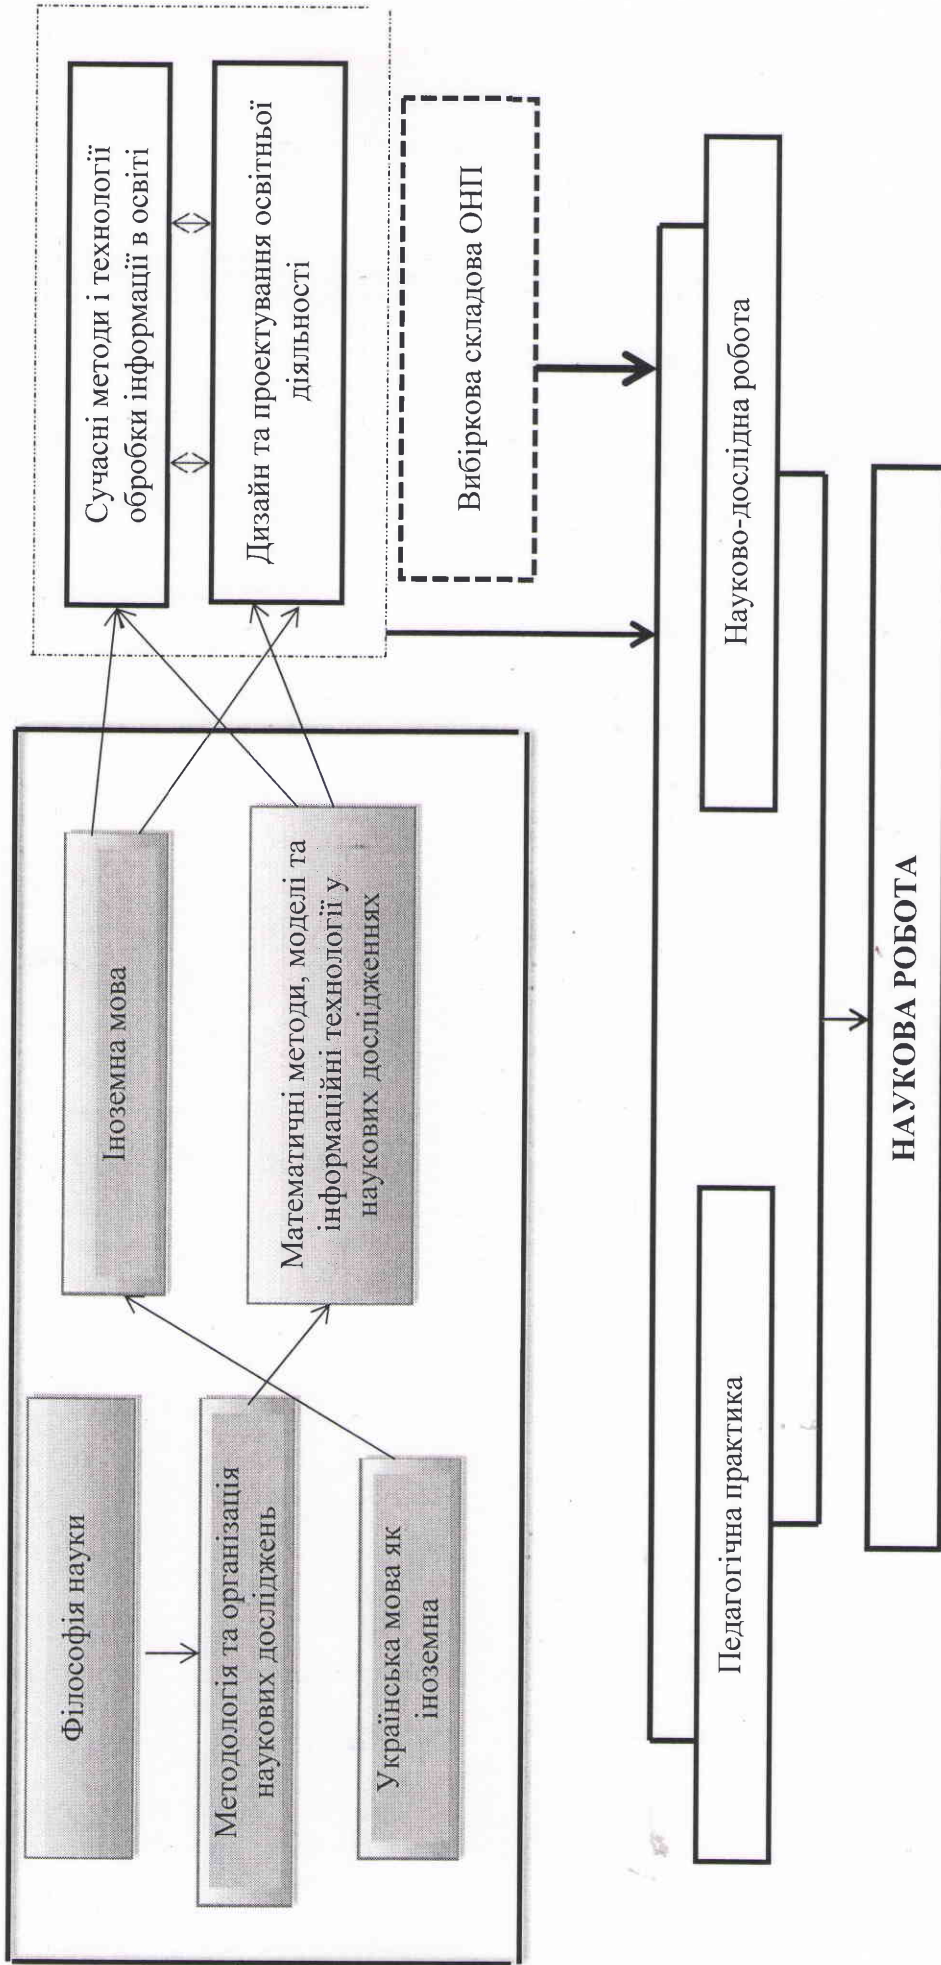 Філософія науки
Методологія та організація
наукових досліджень
Українська мова як
іноземна
Іноземна мова
Математичні методи, моделі та
інформаційні технології у
наукових дослідженнях
Сучасні методи і технології
обробки інформації в освіті
Дизайн та проектування освітньої
діяльності
Вибіркова складова ОНП
Педагогічна практика
Науково-дослідна робота
НАУКОВА РОБОТА